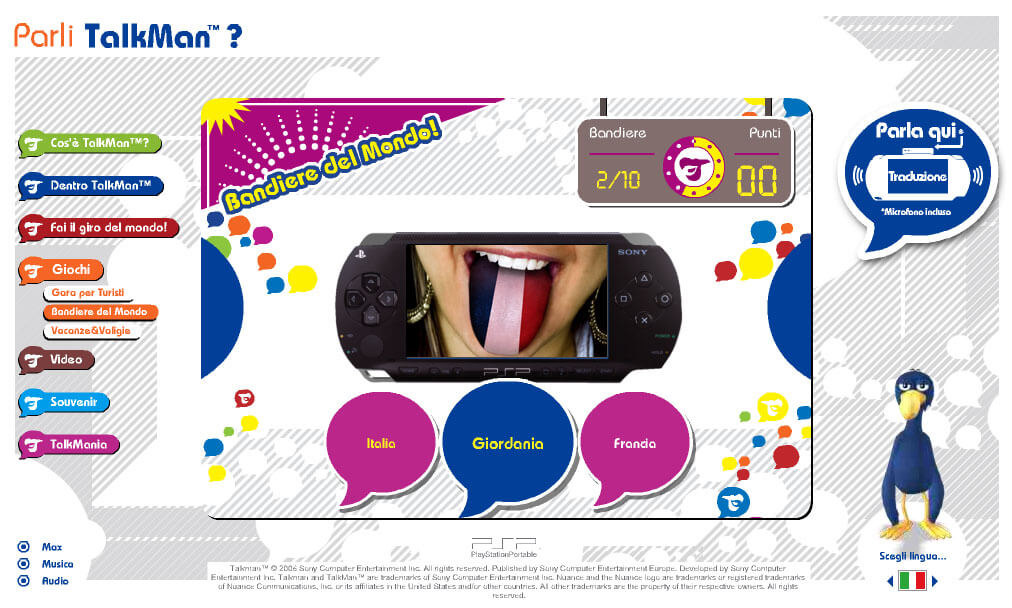 Parli TalkMan™ ?
Cos'è TalkMan™?
Dentro TalkMan™
Fai il giro del mondo!
Giochi
Gara per Turisti
Bandiere del Mondo
Vacanze&Valigie
Video
Souvenir
TalkMania
Max
Musica
Audio
Bandiere del Mondo!
Bandiere
Punti
2/10
00
SONY
PSP
Italia
Giordania
Francia
Parla qui*
Traduzione
*Microfono incluso
Scegli lingua...
PSP
PlayStationPortable
Talkman™ © 2006 Sony Computer Entertainment Inc. All rights reserved. Published by Sony Computer Entertainment Europe. Developed by Sony Computer
Entertainment Inc. Talkman and TalkMan™ are trademarks of Sony Computer Entertainment Inc. Nuance and the Nuance logo are trademarks or registered trademarks
of Nuance Communications, Inc. or its affiliates in the United States and/or other countries. All other trademarks are the property of their respective owners. All rights
reserved.